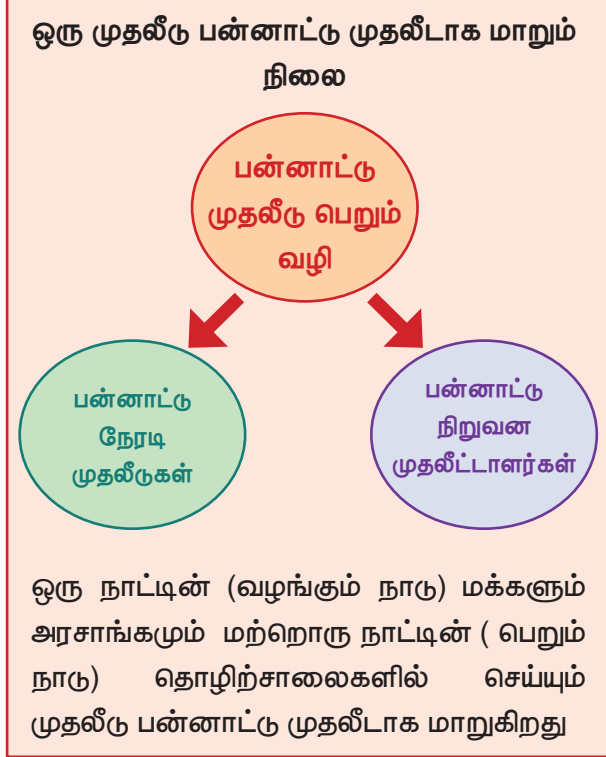 ஒரு முதலீடு பன்னாட்டு முதலீடாக மாறும்
நிலை
பன்னாட்டு
முதலீடு பெறும்
வழி
பன்னாட்டு
நேரடி
முதலீடுகள்
பன்னாட்டு
நிறுவன
முதலீட்டாளர்கள்
ஒரு நாட்டின் (வழங்கும் நாடு) மக்களும்
அரசாங்கமும் மற்றொரு நாட்டின் ( பெறும்
நாடு) தொழிற்சாலைகளில் செய்யும்
முதலீடு பன்னாட்டு முதலீடாக மாறுகிறது